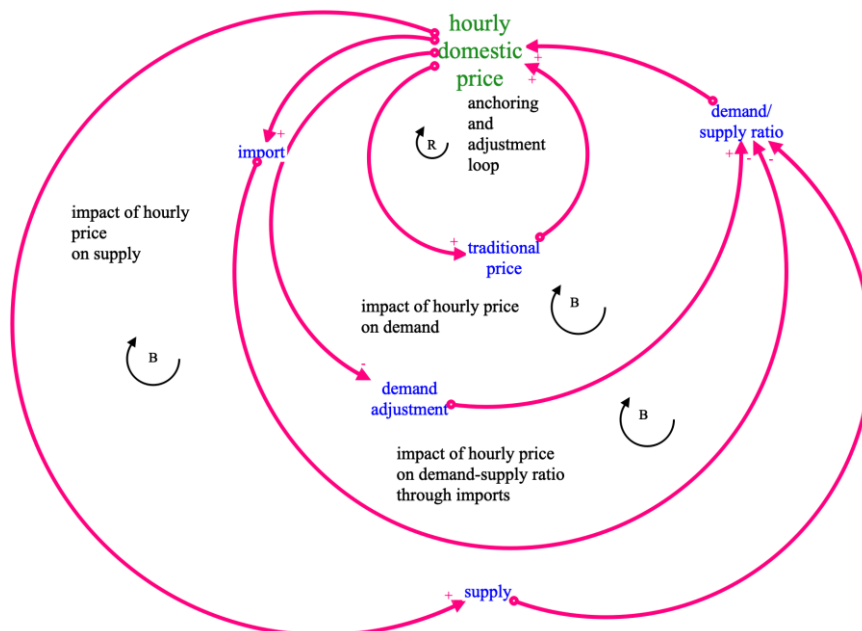 hourly
domestic
price
+
+
anchoring
and
adjustment
loop
R
demand/
supply ratio
+
-
-
+
import
impact of hourly
price
on supply
+
traditional
price
impact of hourly price
on demand
B
B
-
demand
adjustment
B
impact of hourly price
on demand-supply ratio
through imports
+
supply